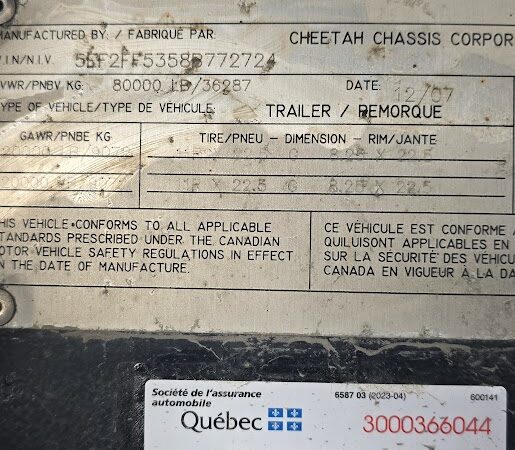 MANUFACTURED BY: / FABRIQUÉ PAR: CHEETAH CHASSIS CORPOR
V.I.N/N.I.V. 772724
GVWR/PNBV KG. 80000 LB/36287 DATE: 12/07
TYPE OF VEHICLE/TYPE DE VÉHICULE: TRAILER / REMORQUE
GAWR/PNBE KG TIRE/PNEU - DIMENSION - RIM/JANTE
22.5 G 8.25 X 22.5
X 22.5 G 8.25 X 22.5
THIS VEHICLE CONFORMS TO ALL APPLICABLE
STANDARDS PRESCRIBED UNDER THE CANADIAN
MOTOR VEHICLE SAFETY REGULATIONS IN EFFECT
ON THE DATE OF MANUFACTURE.
CE VÉHICULE EST CONFORME À
QUILUISONT APPLICABLES EN
SUR LA SÉCURITÉ DES VÉHICU
CANADA EN VIGUEUR À LA DA
Société de l'assurance
automobile
Québec
6587 03 (2023-04) 600141
3000366044